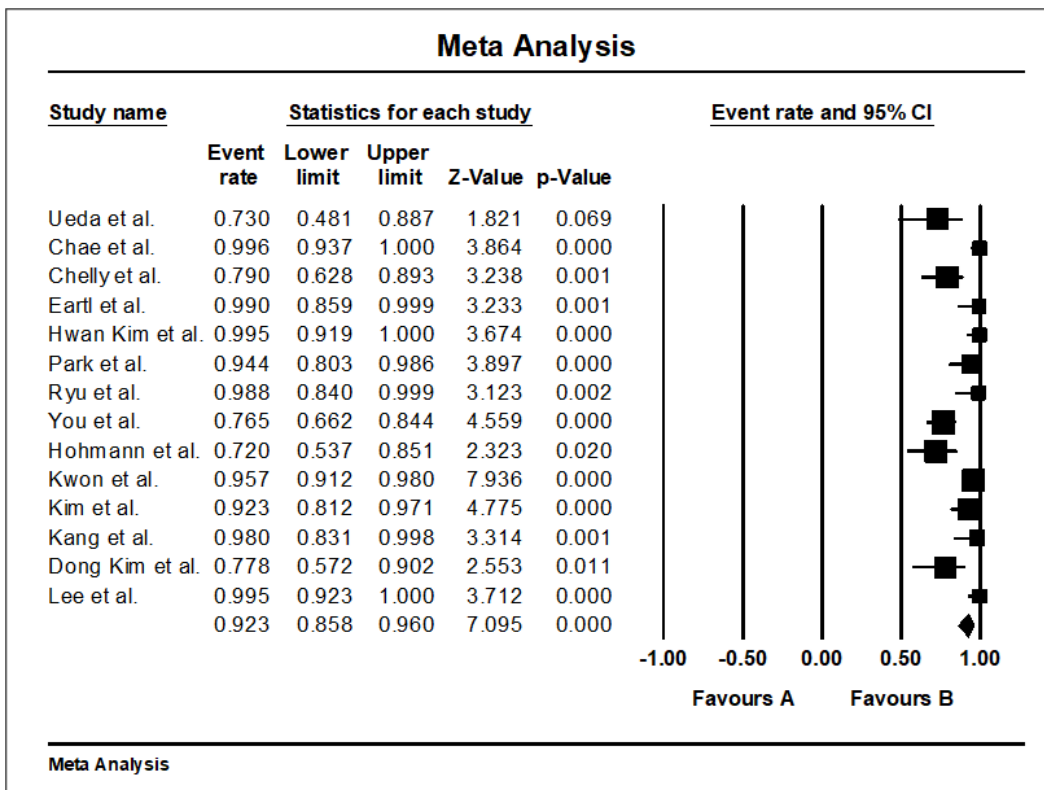 Meta Analysis
Study name Statistics for each study Event rate and 95% CI
Event Lower Upper
rate limit limit Z-Value p-Value
Ueda et al. 0.730 0.481 0.887 1.821 0.069
Chae et al. 0.996 0.937 1.000 3.864 0.000
Chelly et al. 0.790 0.628 0.893 3.238 0.001
Eartl et al. 0.990 0.859 0.999 3.233 0.001
Hwan Kim et al. 0.995 0.919 1.000 3.674 0.000
Park et al. 0.944 0.803 0.986 3.897 0.000
Ryu et al. 0.988 0.840 0.999 3.123 0.002
You et al. 0.765 0.662 0.844 4.559 0.000
Hohmann et al. 0.720 0.537 0.851 2.323 0.020
Kwon et al. 0.957 0.912 0.980 7.936 0.000
Kim et al. 0.923 0.812 0.971 4.775 0.000
Kang et al. 0.980 0.831 0.998 3.314 0.001
Dong Kim et al. 0.778 0.572 0.902 2.553 0.011
Lee et al. 0.995 0.923 1.000 3.712 0.000
0.923 0.858 0.960 7.095 0.000
-1.00 -0.50 0.00 0.50 1.00
Favours A Favours B
Meta Analysis